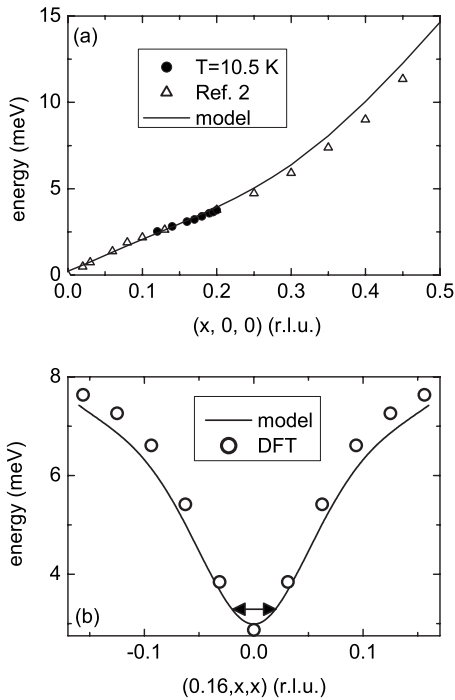 (a)
T=10.5 K
Ref. 2
model
energy (meV)
15
10
5
0
0.0 0.1 0.2 0.3 0.4 0.5
(x, 0, 0) (r.l.u.)
8
6
4
energy (meV)
model
DFT
(b)
-0.1 0.0 0.1
(0.16,x,x) (r.l.u.)